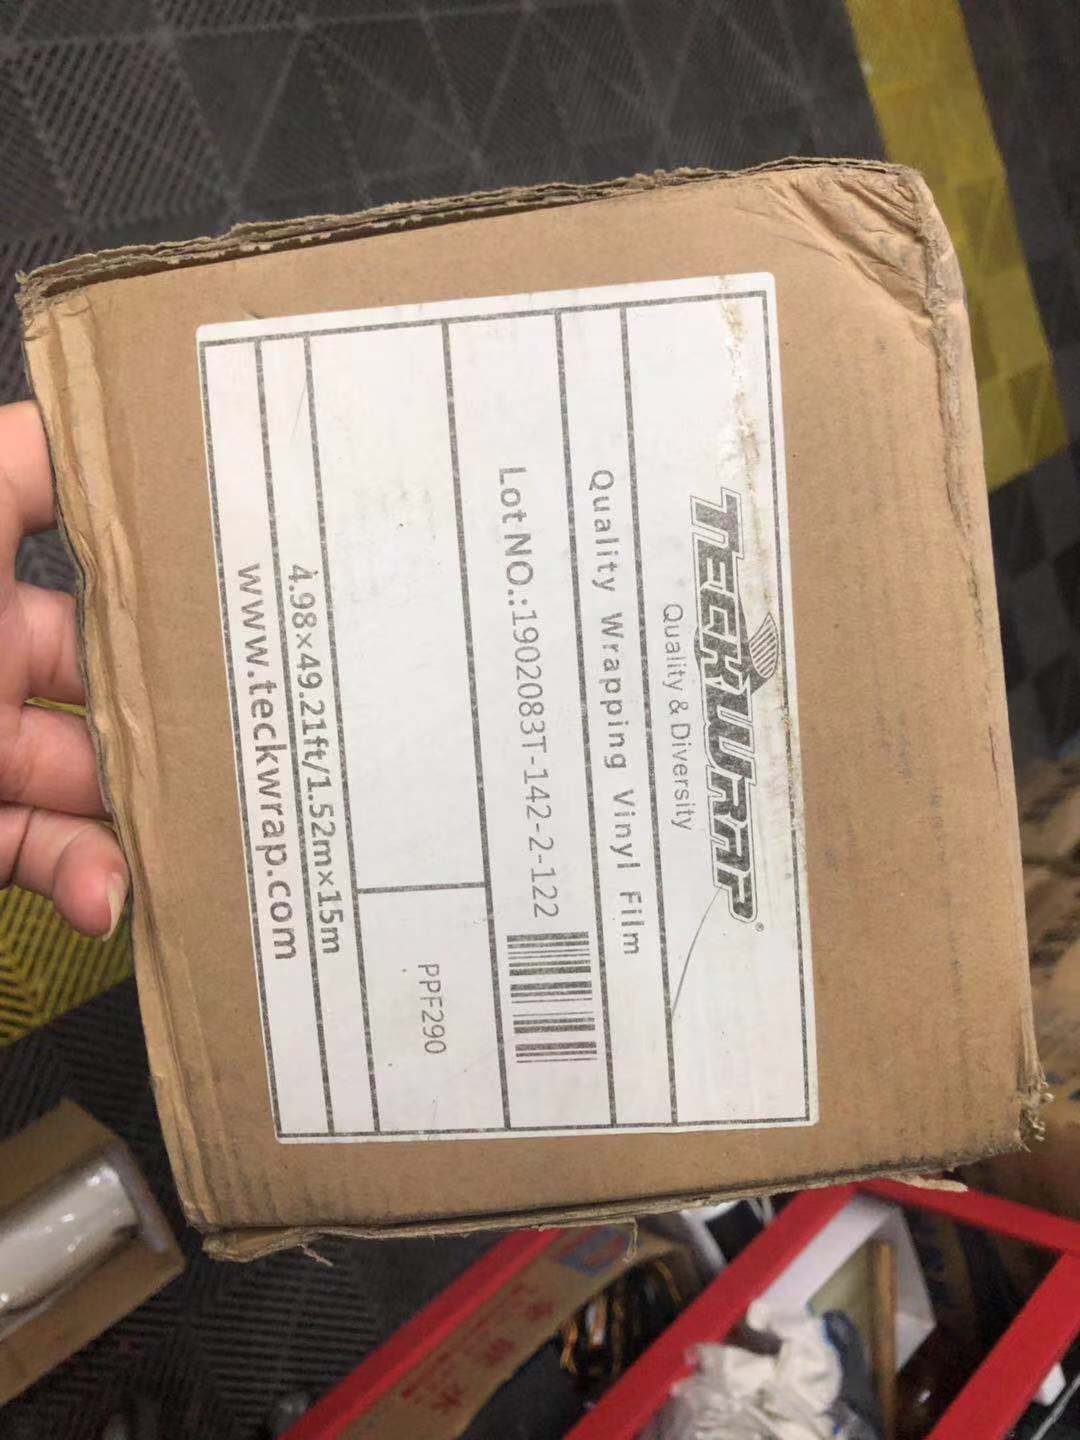 TECKWRAP®
Quality & Diversity
Quality Wrapping Vinyl Film
Lot NO.:1902083T-142-2-122
PPF290
4.98×49.21ft/1.52m×15m
www.teckwrap.com